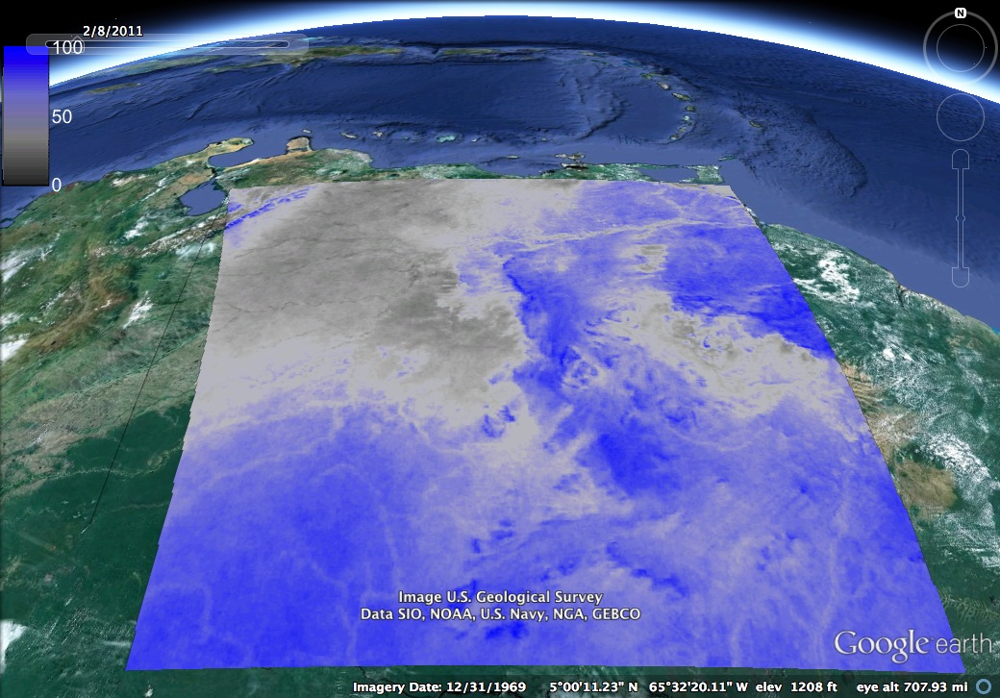 2/8/2011
100
50
0
N
Image U.S. Geological Survey
Data SIO, NOAA, U.S. Navy, NGA, GEBCO
Google earth
Imagery Date: 12/31/1969 5°00'11.23" N 65°32'20.11" W elev 1208 ft eye alt 707.93 mi